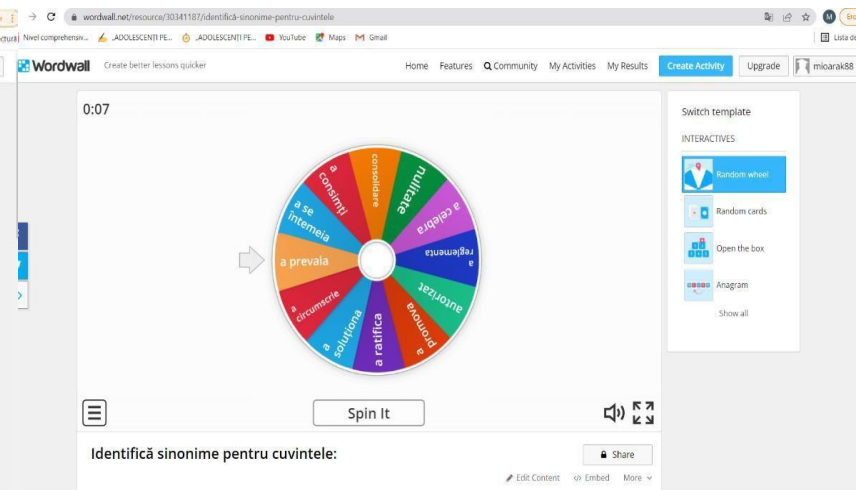 wordwall.net/resource/30341187/identifică-sinonime-pentru-cuvintele
M
Nivel comprehensiv... „ADOLESCENȚI PE... „ADOLESCENȚI PE... YouTube Maps Gmail
Lista de
Wordwall Create better lessons quicker Home Features Community My Activities My Results Create Activity Upgrade mioarak88
0:07
Switch template
INTERACTIVES
Random wheel
Random cards
Open the box
Anagram
Show all
consolidare
nulitate
a celebra
a reglementa
autorizat
a promova
a ratifica
a soluționa
a circumscrie
a prevala
a se întemeia
a consimți
Spin It
Identifică sinonime pentru cuvintele:
Share
Edit Content Embed More